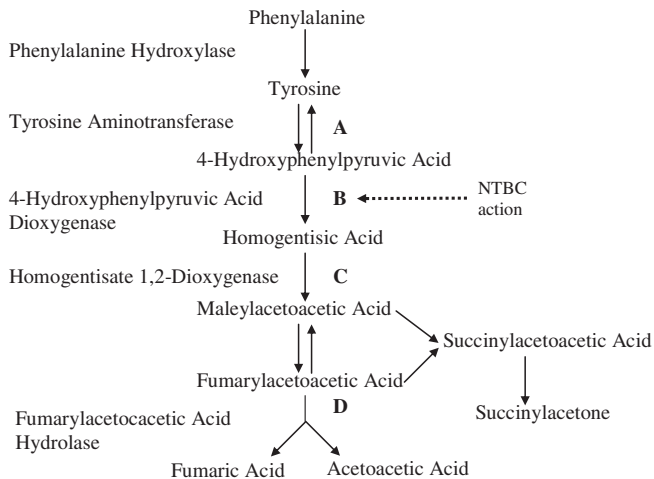 Phenylalanine
Phenylalanine Hydroxylase
Tyrosine
Tyrosine Aminotransferase
A
4-Hydroxyphenylpyruvic Acid
4-Hydroxyphenylpyruvic Acid
Dioxygenase
B
NTBC
action
Homogentisic Acid
Homogentisate 1,2-Dioxygenase
C
Maleylacetoacetic Acid
Succinylacetoacetic Acid
Fumarylacetoacetic Acid
D
Succinylacetone
Fumarylacetocacetic Acid
Hydrolase
Fumaric Acid
Acetoacetic Acid